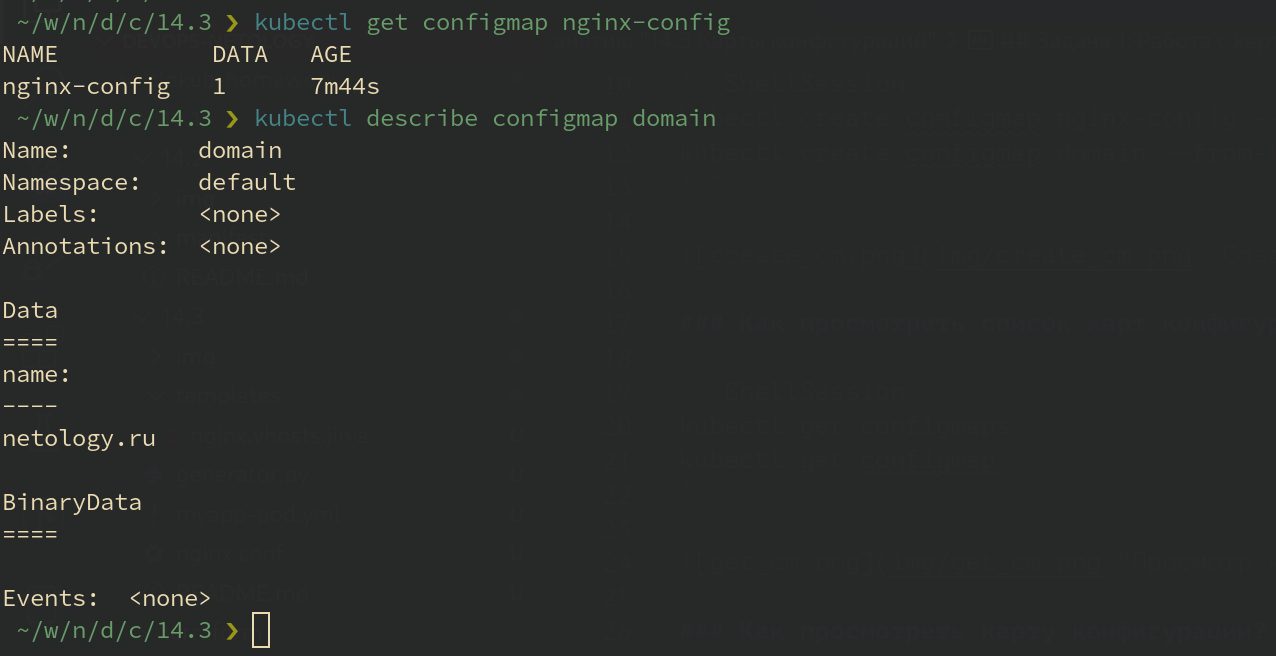 ~/w/n/d/c/14.3 ❯ kubectl get configmap nginx-config
NAME           DATA   AGE
nginx-config   1      7m44s
~/w/n/d/c/14.3 ❯ kubectl describe configmap domain
Name:         domain
Namespace:    default
Labels:       <none>
Annotations:  <none>
Data
====
name:
----
netology.ru
BinaryData
====
Events:  <none>
~/w/n/d/c/14.3 ❯